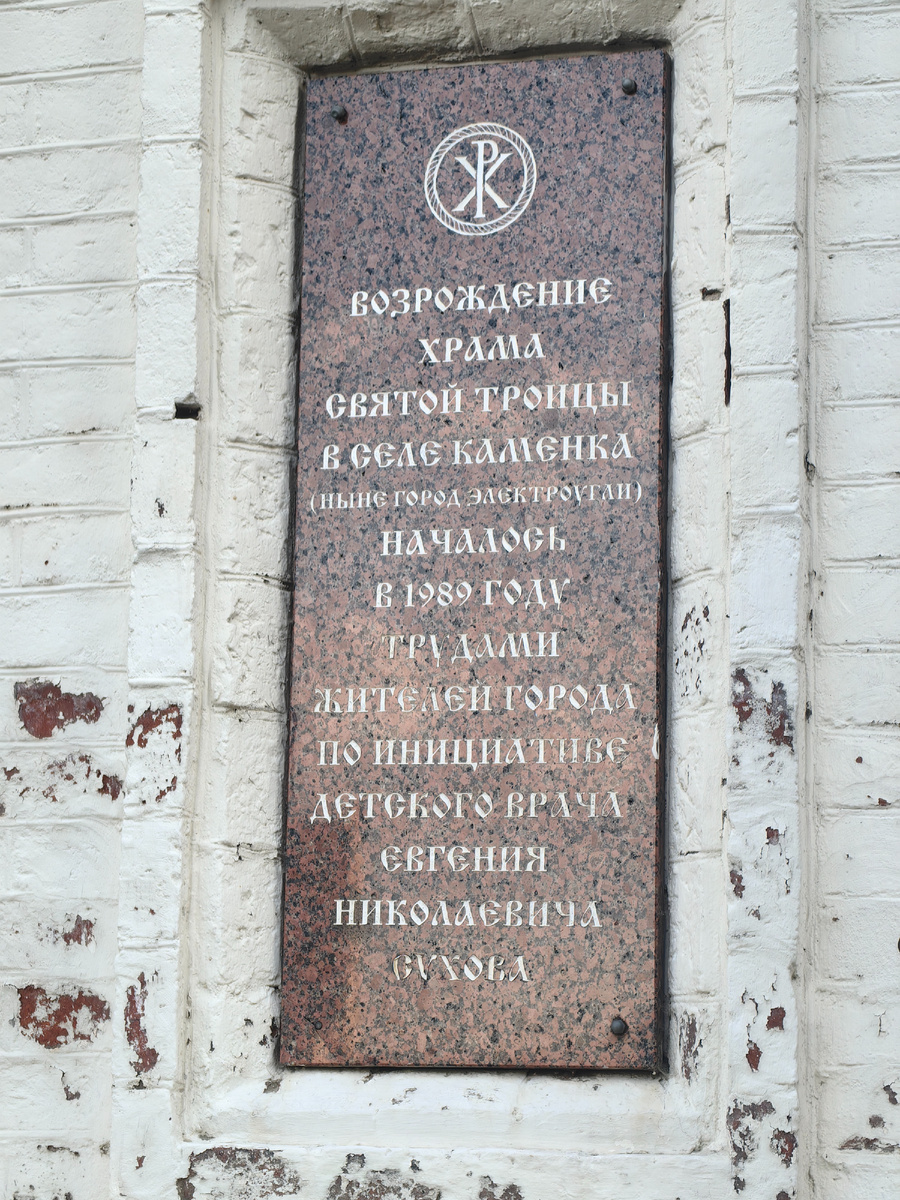 ВОЗРОЖДЕНИЕ
ХРАМА
СВЯТОЙ ТРОИЦЫ
В СЕЛЕ КАМЕНКА
(НЫНЕ ГОРОД ЭЛЕКТРОУГЛИ)
НАЧАЛОСЬ
В 1989 ГОДУ
ТРУДАМИ
ЖИТЕЛЕЙ ГОРОДА
ПО ИНИЦИАТИВЕ
ДЕТСКОГО ВРАЧА
ЕВГЕНИЯ
НИКОЛАЕВИЧА
СУХОВА